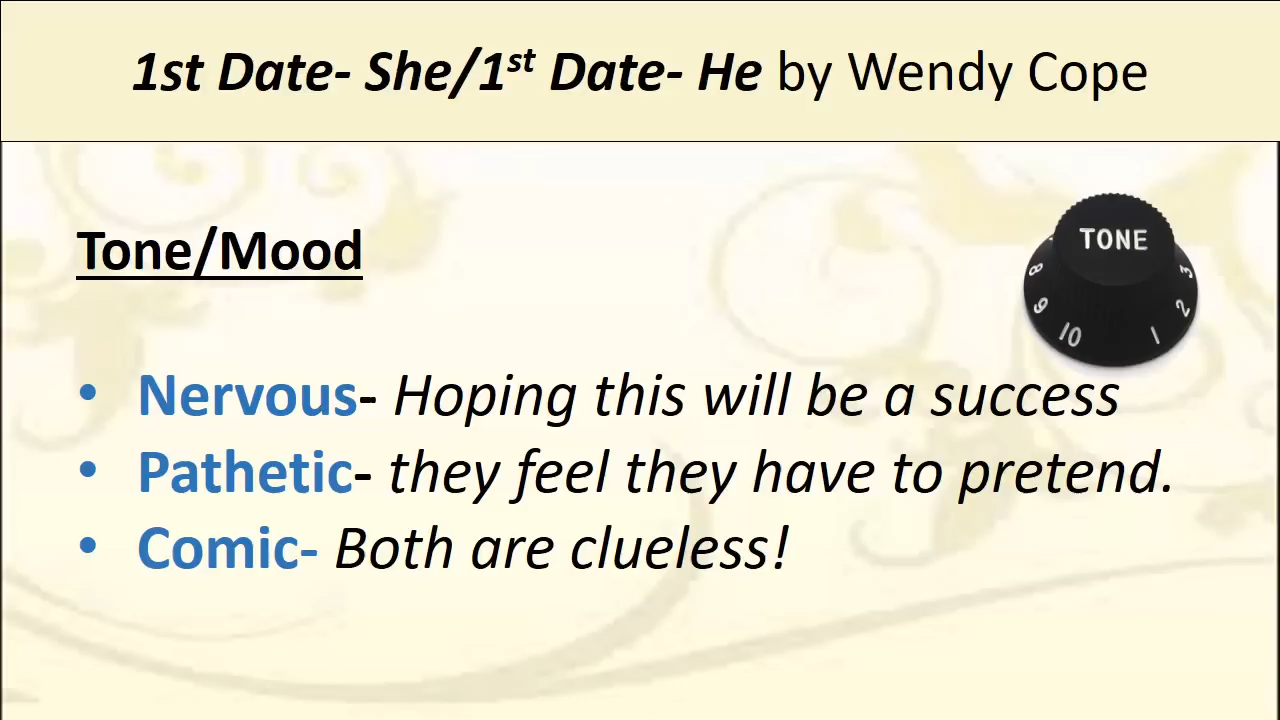 1st Date- She/1st Date- He by Wendy Cope
Tone/Mood
TONE
8 3
9 2
10 1
• Nervous- Hoping this will be a success
• Pathetic- they feel they have to pretend.
• Comic- Both are clueless!